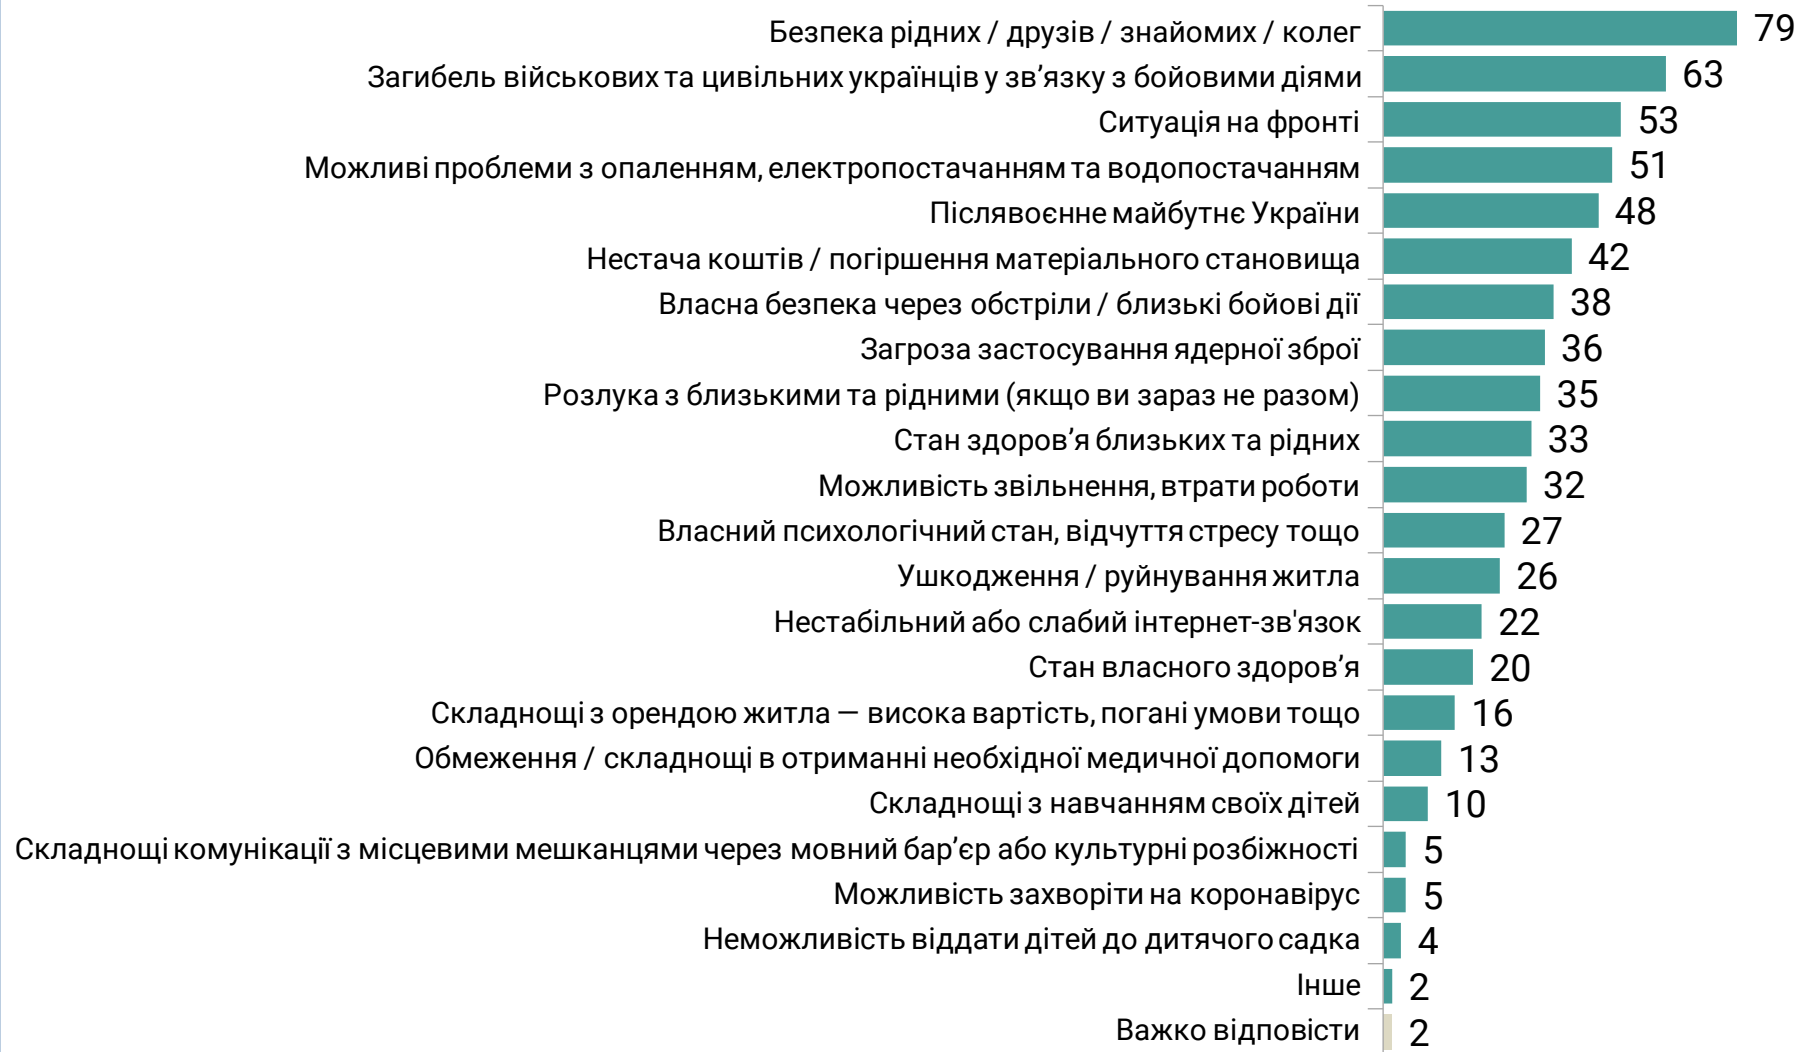 Безпека рідних / друзів / знайомих / колег 79
Загибель військових та цивільних українців у зв’язку з бойовими діями 63
Ситуація на фронті 53
Можливі проблеми з опаленням, електропостачанням та водопостачанням 51
Післявоєнне майбутнє України 48
Нестача коштів / погіршення матеріального становища 42
Власна безпека через обстріли / близькі бойові дії 38
Загроза застосування ядерної зброї 36
Розлука з близькими та рідними (якщо ви зараз не разом) 35
Стан здоров’я близьких та рідних 33
Можливість звільнення, втрати роботи 32
Власний психологічний стан, відчуття стресу тощо 27
Ушкодження / руйнування житла 26
Нестабільний або слабий інтернет-зв'язок 22
Стан власного здоров’я 20
Складнощі з орендою житла — висока вартість, погані умови тощо 16
Обмеження / складнощі в отриманні необхідної медичної допомоги 13
Складнощі з навчанням своїх дітей 10
Складнощі комунікації з місцевими мешканцями через мовний бар’єр або культурні розбіжності 5
Можливість захворіти на коронавірус 5
Неможливість віддати дітей до дитячого садка 4
Інше 2
Важко відповісти 2